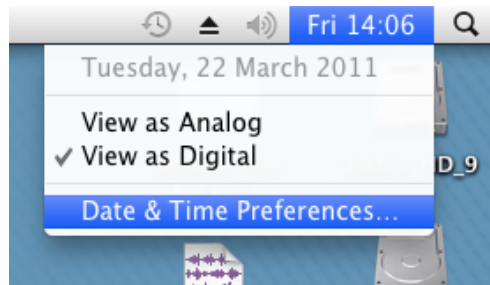 Fri 14:06
Tuesday, 22 March 2011
View as Analog
View as Digital
D_9
Date & Time Preferences...